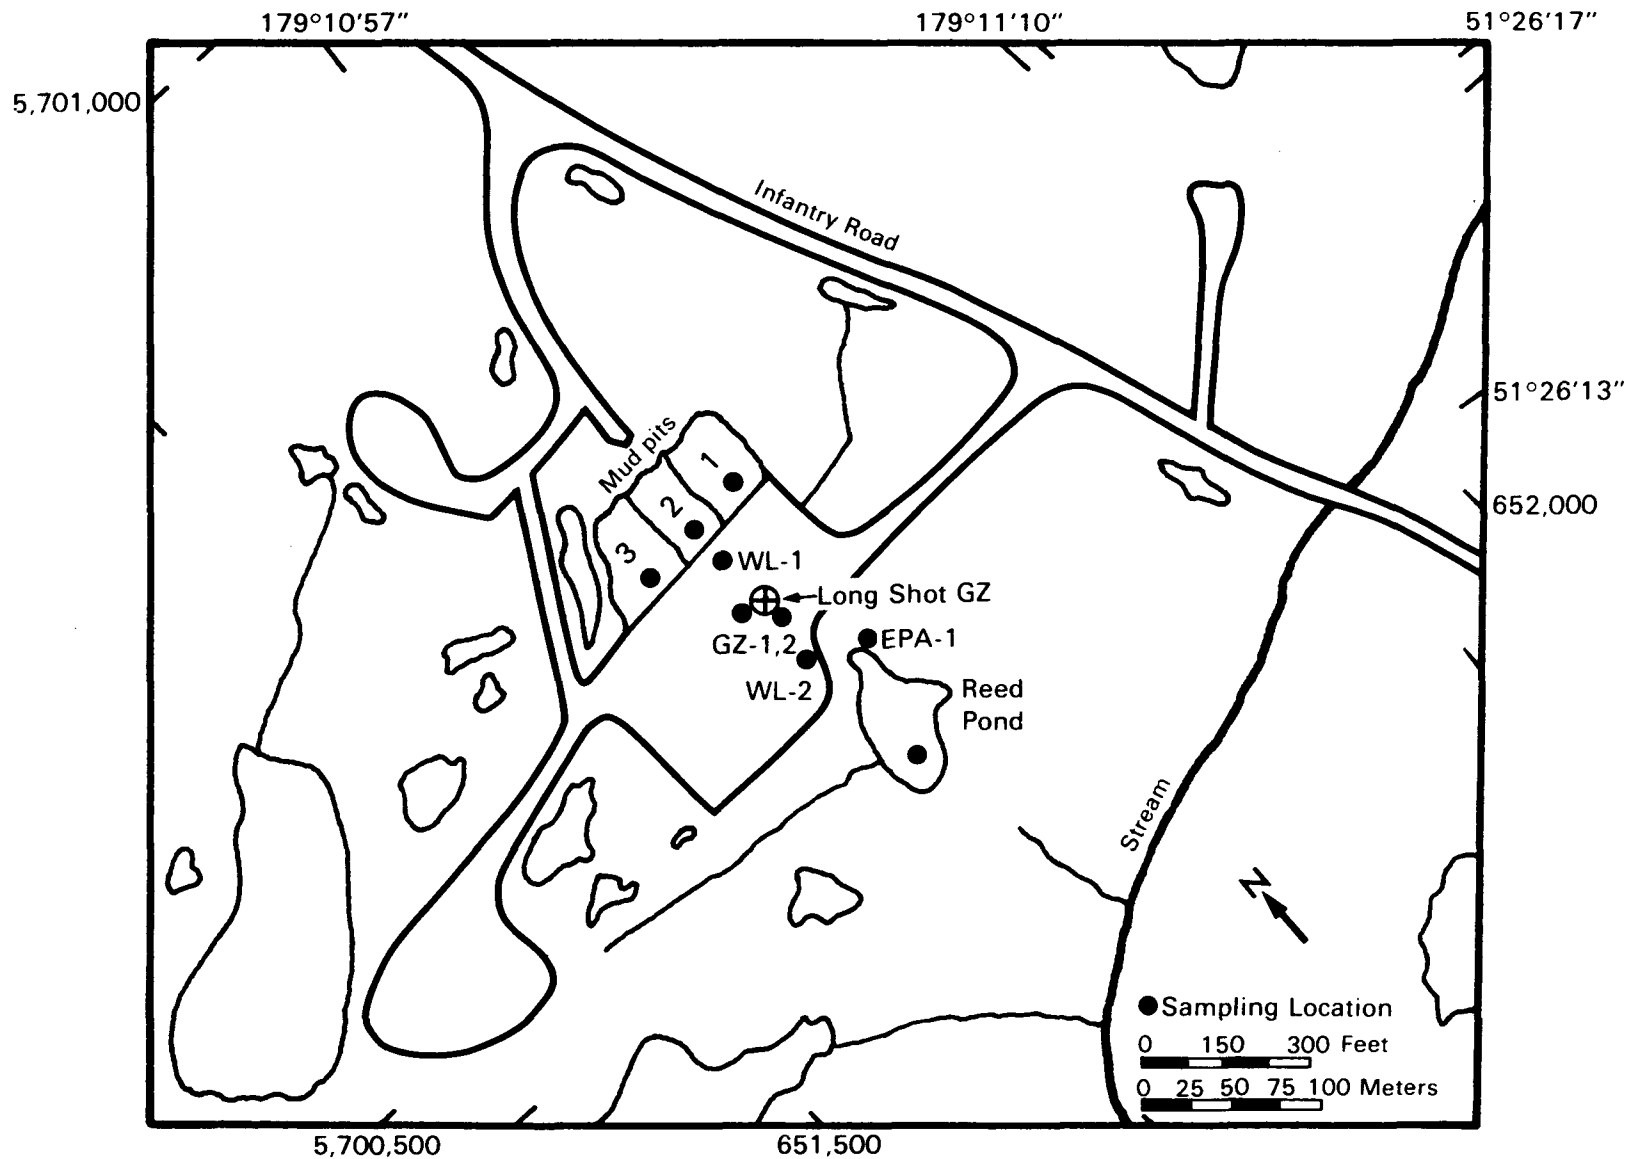 179°10'57" 179°11'10" 51°26'17"
5,701,000
Infantry Road
51°26'13"
Mud pits
1
2
652,000
3
WL-1
Long Shot GZ
GZ-1,2
EPA-1
WL-2
Reed
Pond
Stream
N
Sampling Location
0 150 300 Feet
0 25 50 75 100 Meters
5,700,500 651,500